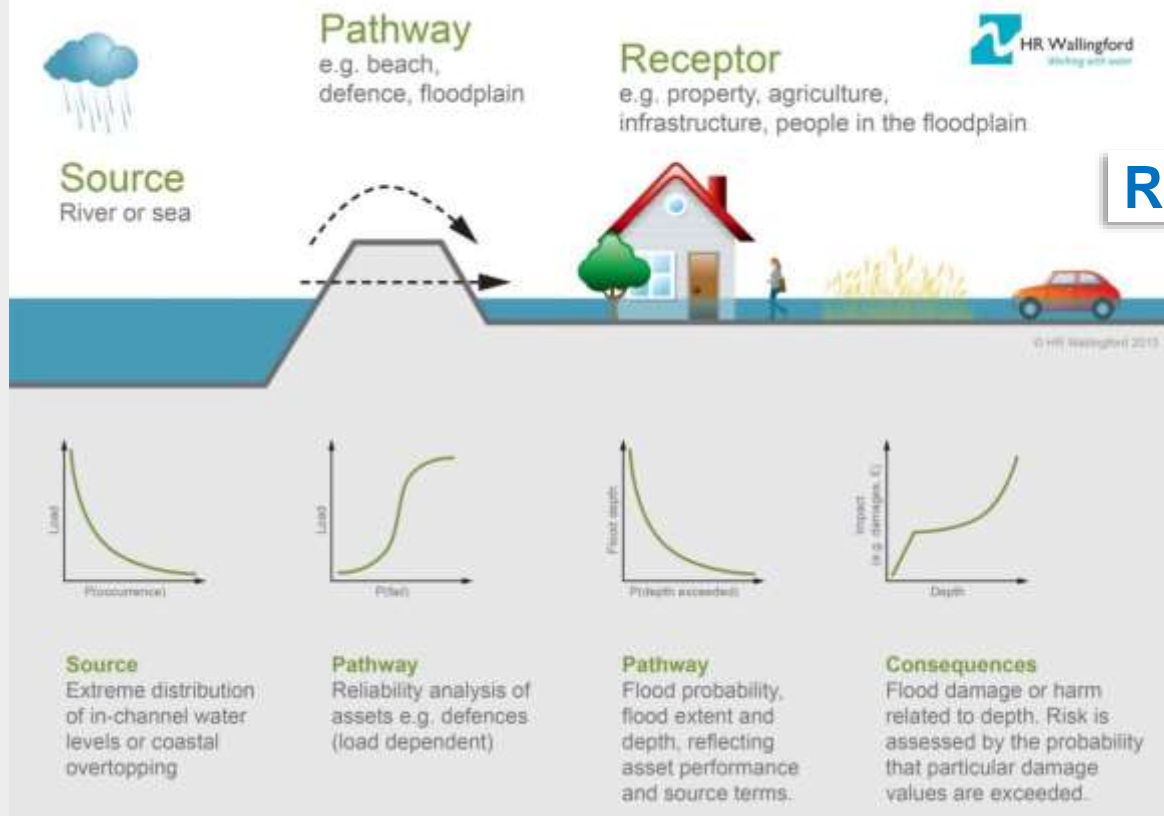 Pathway
e.g. beach,
defence, floodplain
Receptor
e.g. property, agriculture,
infrastructure, people in the floodplain
HR Wallingford
Working with water
Source
River or sea
R
© HR Wallingford 2013
Load
P(occurrence)
Load
P(fail)
Flood depth
P(depth exceeded)
Impact
(e.g. damages, £)
Depth
Source
Extreme distribution
of in-channel water
levels or coastal
overtopping
Pathway
Reliability analysis of
assets e.g. defences
(load dependent)
Pathway
Flood probability,
flood extent and
depth, reflecting
asset performance
and source terms.
Consequences
Flood damage or harm
related to depth. Risk is
assessed by the probability
that particular damage
values are exceeded.